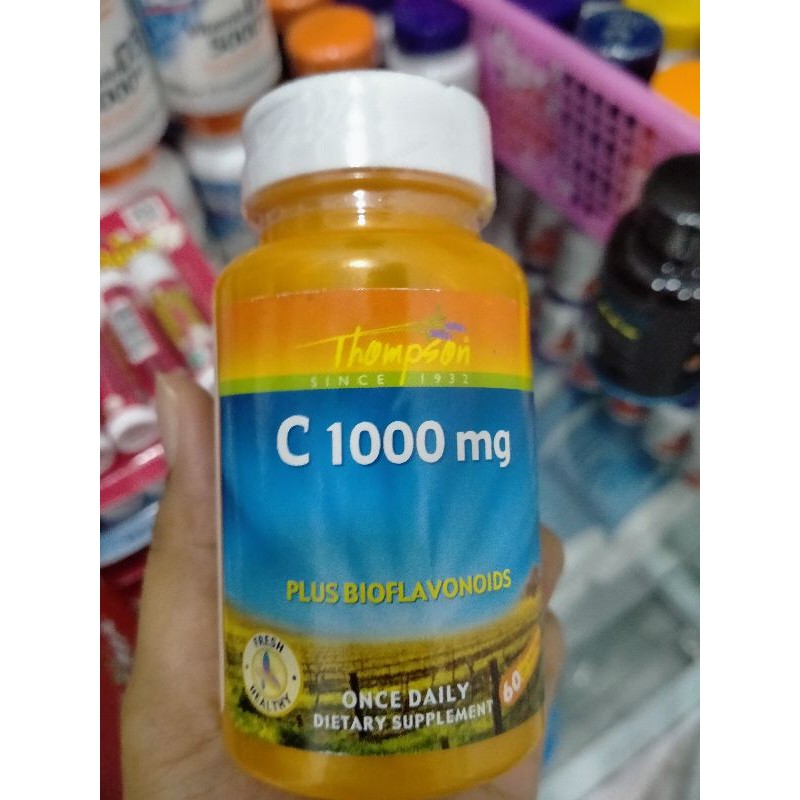 Thompson
SINCE 1932
C 1000 mg
PLUS BIOFLAVONOIDS
FRESH
HEALTHY
ONCE DAILY
60
DIETARY SUPPLEMENT